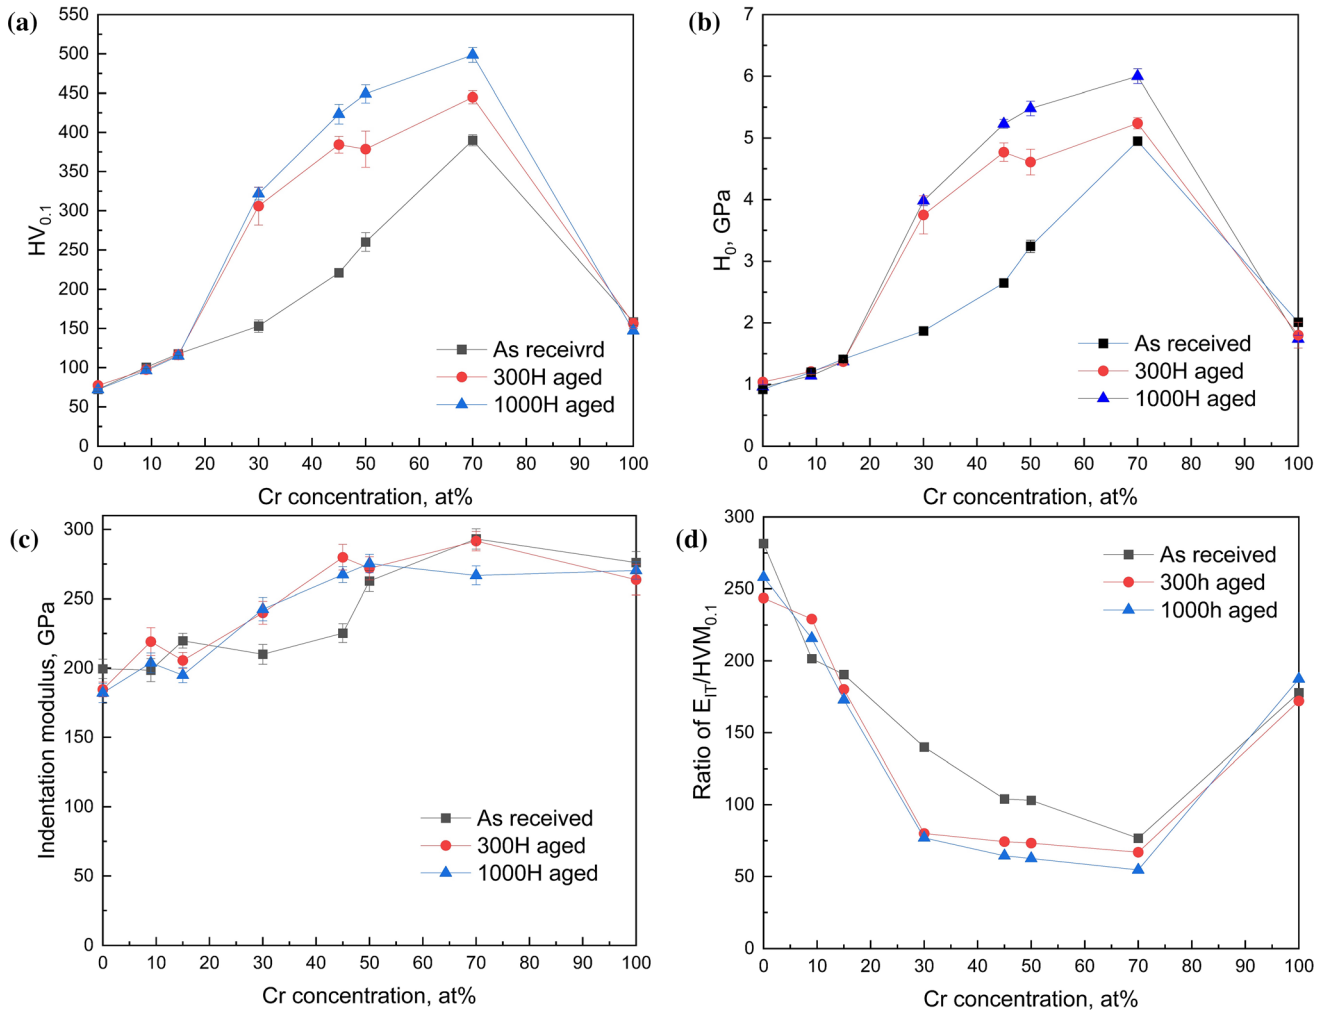 (a)
550
500
450
400
350
300
250
200
150
100
50
0
HV0.1
As receivrd
300H aged
1000H aged
0 10 20 30 40 50 60 70 80 90 100
Cr concentration, at%
(b)
7
6
5
4
3
2
1
0
H0, GPa
As received
300H aged
1000H aged
0 10 20 30 40 50 60 70 80 90 100
Cr concentration, at%
(c)
300
250
200
150
100
50
0
Indentation modulus, GPa
As received
300H aged
1000H aged
0 10 20 30 40 50 60 70 80 90 100
Cr concentration, at%
(d)
300
250
200
150
100
50
0
Ratio of EIT/HVM0.1
As received
300h aged
1000h aged
0 10 20 30 40 50 60 70 80 90 100
Cr concentration, at%